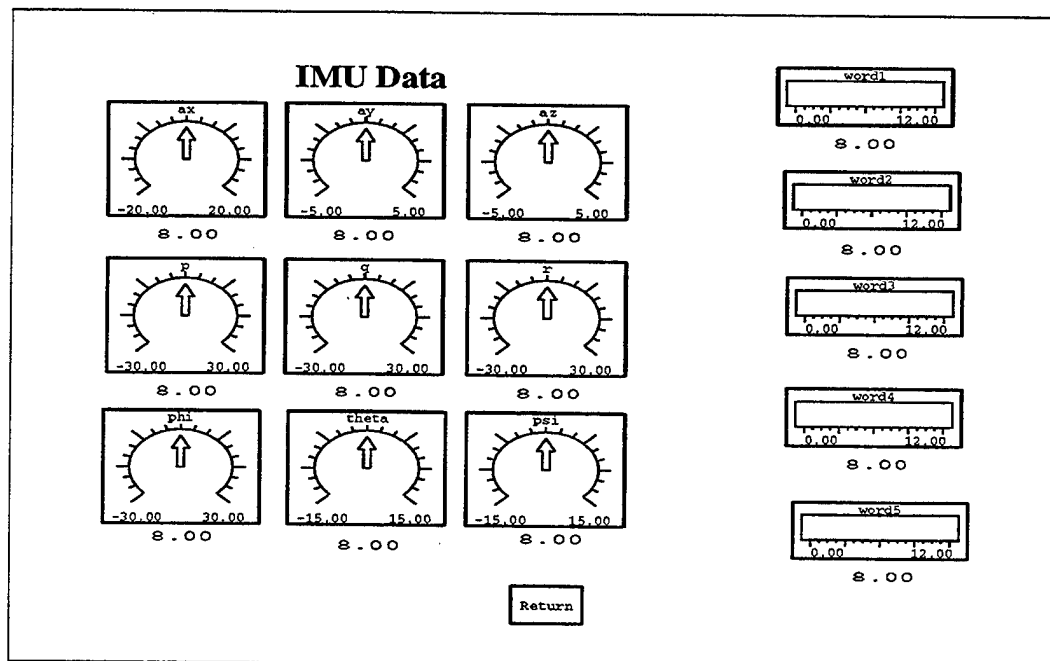 IMU Data
ax ay az
-20.00 20.00 -5.00 5.00 -5.00 5.00
8.00 8.00 8.00
p q r
-30.00 30.00 -30.00 30.00 -30.00 30.00
8.00 8.00 8.00
phi theta psi
-30.00 30.00 -15.00 15.00 -15.00 15.00
8.00 8.00 8.00
word1
0.00 12.00
8.00
word2
0.00 12.00
8.00
word3
0.00 12.00
8.00
word4
0.00 12.00
8.00
word5
0.00 12.00
8.00
Return